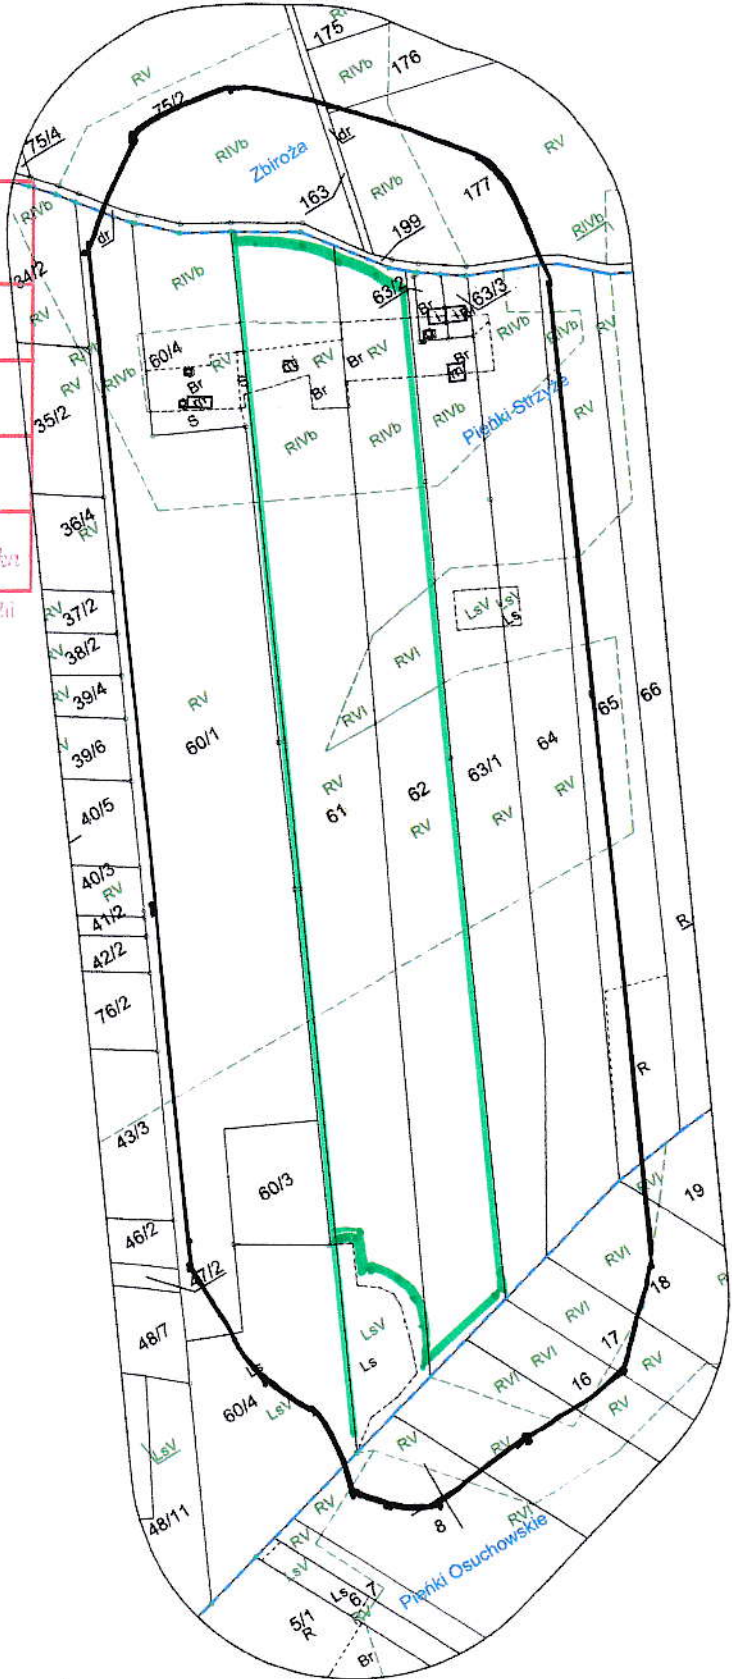 175
RIVb
176
RV
75/2
75/4
RIVb
dr
RV
Zbiroża
RIVb
177
163
RIVb
199
RIVb
dr
34/2
RIVb
63/2
Br
63/3
RV
RIVb
RIVb
RV
60/4
RV
RV
Br
RV
Br
RIVb
RV
Br
Br
m
35/2
S
RIVb
RIVb
RIVb
Pieńki-Strzyże
RV
36/4
RV
RV
37/2
LsV
LsV
Ls
RV
38/2
RVI
RV
39/4
RV
RVI
65
66
39/6
60/1
64
63/1
RV
RV
61
62
RV
RV
40/5
40/3
RV
41/2
42/2
R
76/2
R
43/3
60/3
RVI
19
46/2
RVI
47/2
18
RVI
48/7
LsV
Ls
RVI
17
RV
RVI
16
Ls
60/4
LsV
RV
RV
RV
LsV
48/11
RV
8
RVI
RV
LsV
Pieńki Osuchowskie
Ls
6
7
5/1
R
RV
Br